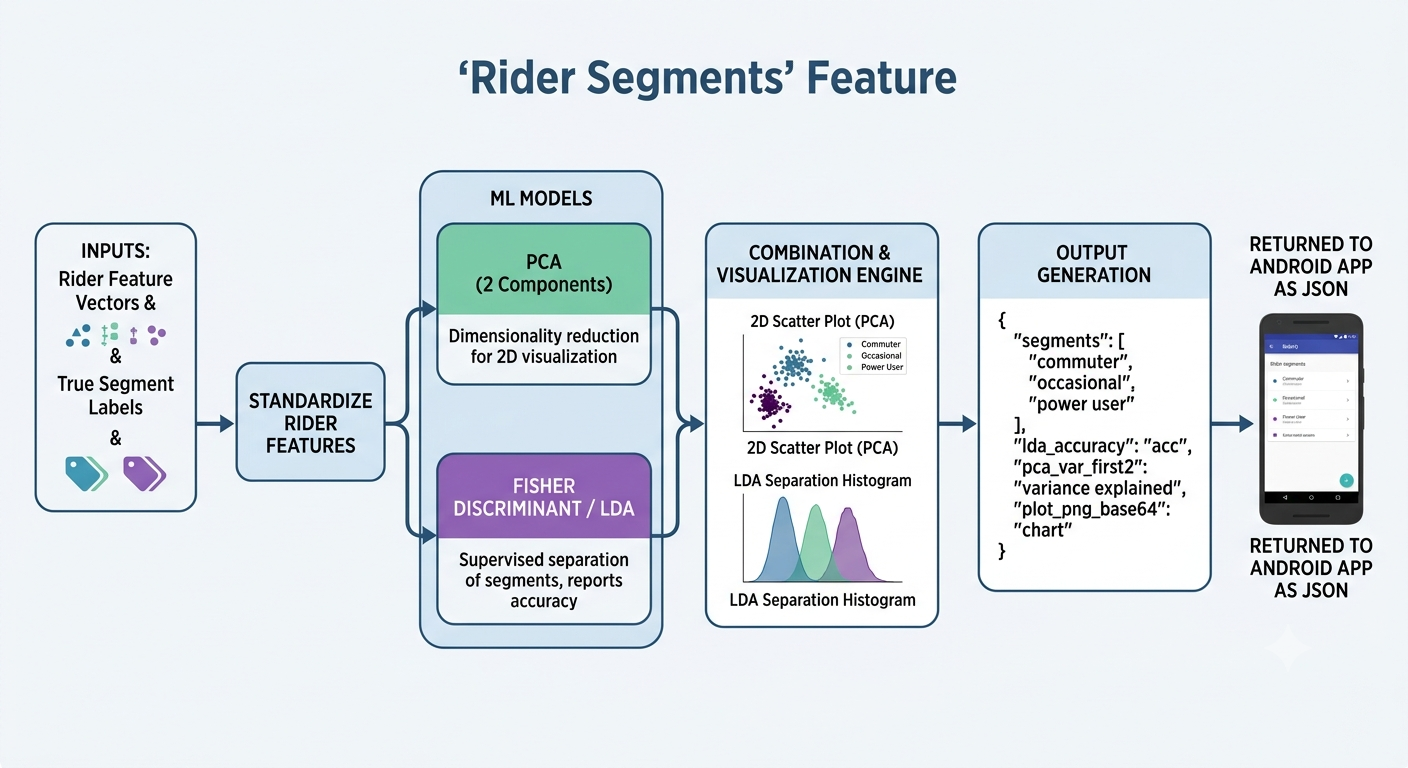 ‘Rider Segments’ Feature
INPUTS:
Rider Feature
Vectors &
&
True Segment
Labels
&
STANDARDIZE
RIDER
FEATURES
ML MODELS
PCA
(2 Components)
Dimensionality reduction
for 2D visualization
FISHER
DISCRIMINANT / LDA
Supervised separation
of segments, reports
accuracy
COMBINATION &
VISUALIZATION ENGINE
2D Scatter Plot (PCA)
Commuter
Gccasional
Power User
2D Scatter Plot (PCA)
LDA Separation Histogram
LDA Separation Histogram
OUTPUT
GENERATION
{
"segments": [
"commuter",
"occasional",
"power user"
],
"lda_accuracy": "acc",
"pca_var_first2":
"variance explained",
"plot_png_base64":
"chart"
}
RETURNED TO
ANDROID APP
AS JSON
Commuter
RETURNED TO
ANDROID APP
AS JSON